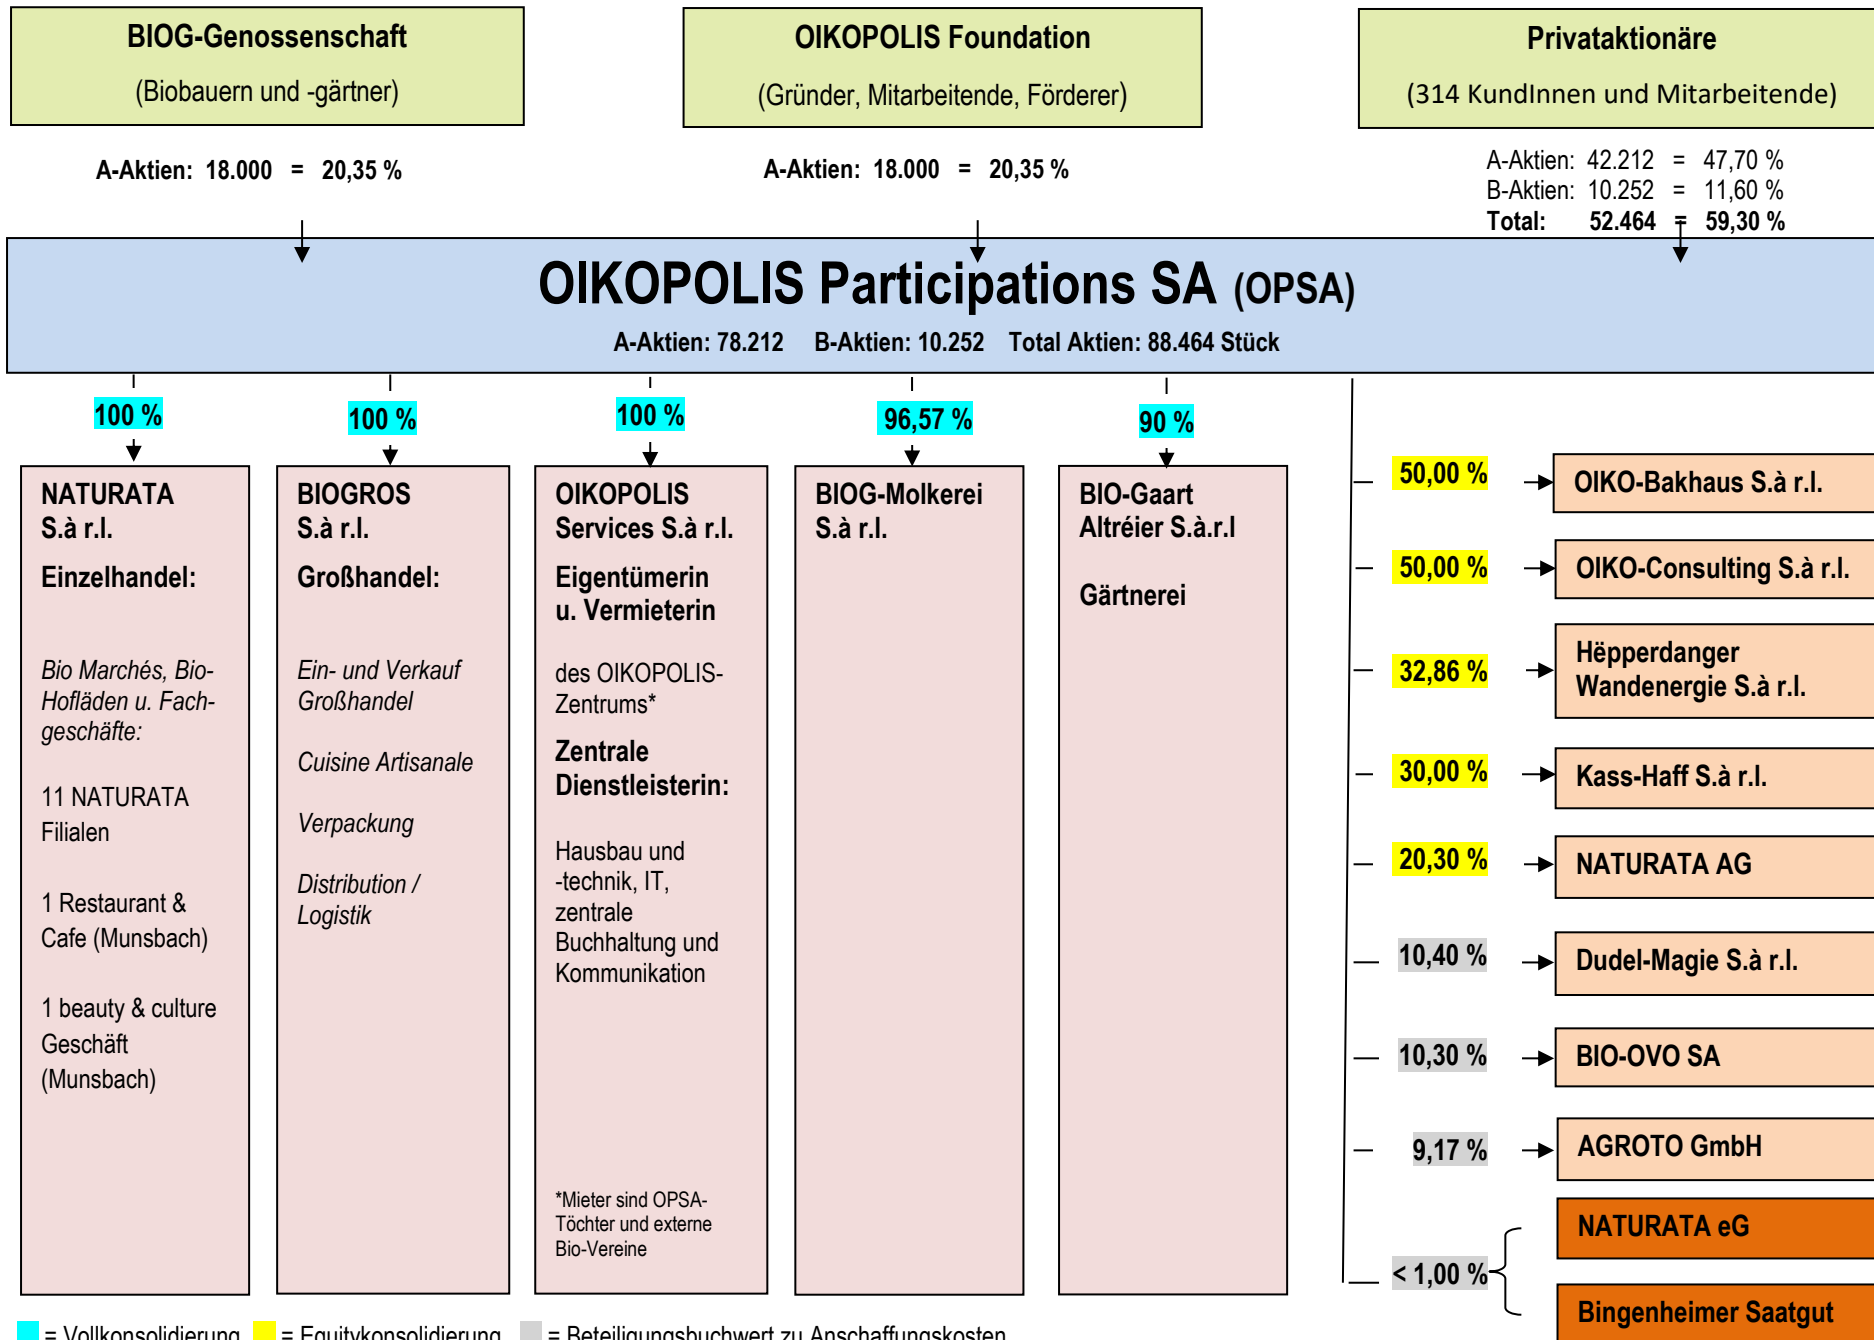 BIOG-Genossenschaft
(Biobauern und -gärtner)
OIKOPOLIS Foundation
(Gründer, Mitarbeitende, Förderer)
Privataktionäre
(314 KundInnen und Mitarbeitende)
A-Aktien: 18.000 = 20,35 %
A-Aktien: 18.000 = 20,35 %
A-Aktien: 42.212 = 47,70 %
B-Aktien: 10.252 = 11,60 %
Total: 52.464 = 59,30 %
OIKOPOLIS Participations SA (OPSA)
A-Aktien: 78.212 B-Aktien: 10.252 Total Aktien: 88.464 Stück
100 %
100 %
100 %
96,57 %
90 %
NATURATA
S.à r.l.
Einzelhandel:
Bio Marchés, Bio-
Hofläden u. Fach-
geschäfte:
11 NATURATA
Filialen
1 Restaurant &
Cafe (Munsbach)
1 beauty & culture
Geschäft
(Munsbach)
BIOGROS
S.à r.l.
Großhandel:
Ein- und Verkauf
Großhandel
Cuisine Artisanale
Verpackung
Distribution /
Logistik
OIKOPOLIS
Services S.à r.l.
Eigentümerin
u. Vermieterin
des OIKOPOLIS-
Zentrums*
Zentrale
Dienstleisterin:
Hausbau und
-technik, IT,
zentrale
Buchhaltung und
Kommunikation
*Mieter sind OPSA-
Töchter und externe
Bio-Vereine
BIOG-Molkerei
S.à r.l.
BIO-Gaart
Altréier S.à.r.l
Gärtnerei
50,00 %
OIKO-Bakhaus S.à r.l.
50,00 %
OIKO-Consulting S.à r.l.
32,86 %
Hëpperdanger
Wandenergie S.à r.l.
30,00 %
Kass-Haff S.à r.l.
20,30 %
NATURATA AG
10,40 %
Dudel-Magie S.à r.l.
10,30 %
BIO-OVO SA
9,17 %
AGROTO GmbH
< 1,00 %
NATURATA eG
Bingenheimer Saatgut
= Vollkonsolidierung = Equitykonsolidierung = Beteiligungsbuchwert zu Anschaffungskosten